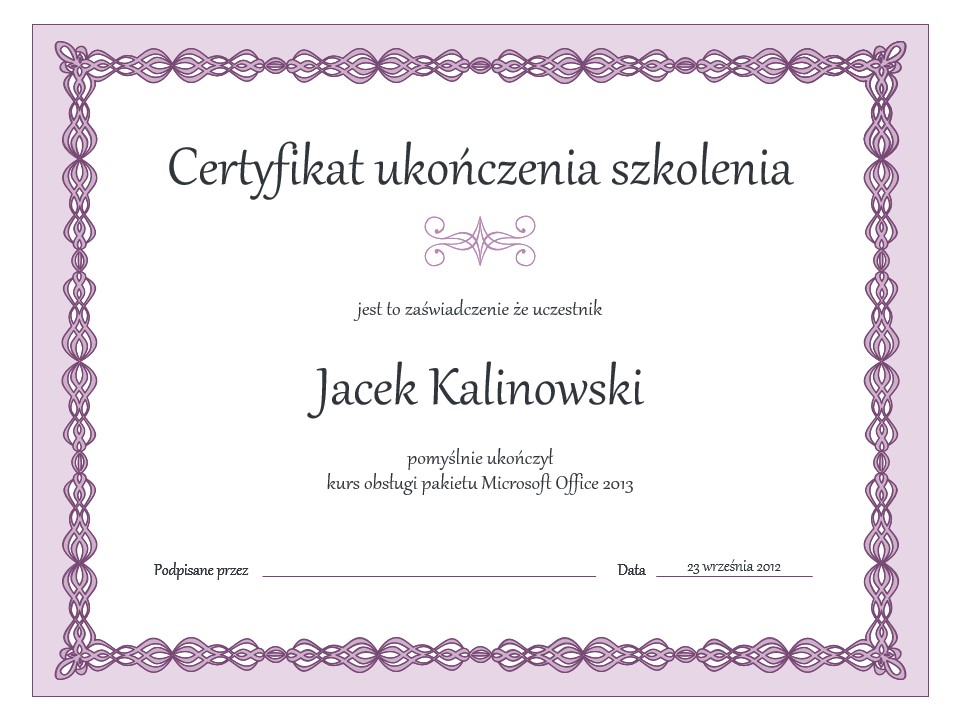 Certyfikat ukończenia szkolenia
jest to zaświadczenie że uczestnik
Jacek Kalinowski
pomyślnie ukończył
kurs obsługi pakietu Microsoft Office 2013
Podpisane przez Data 23 września 2012